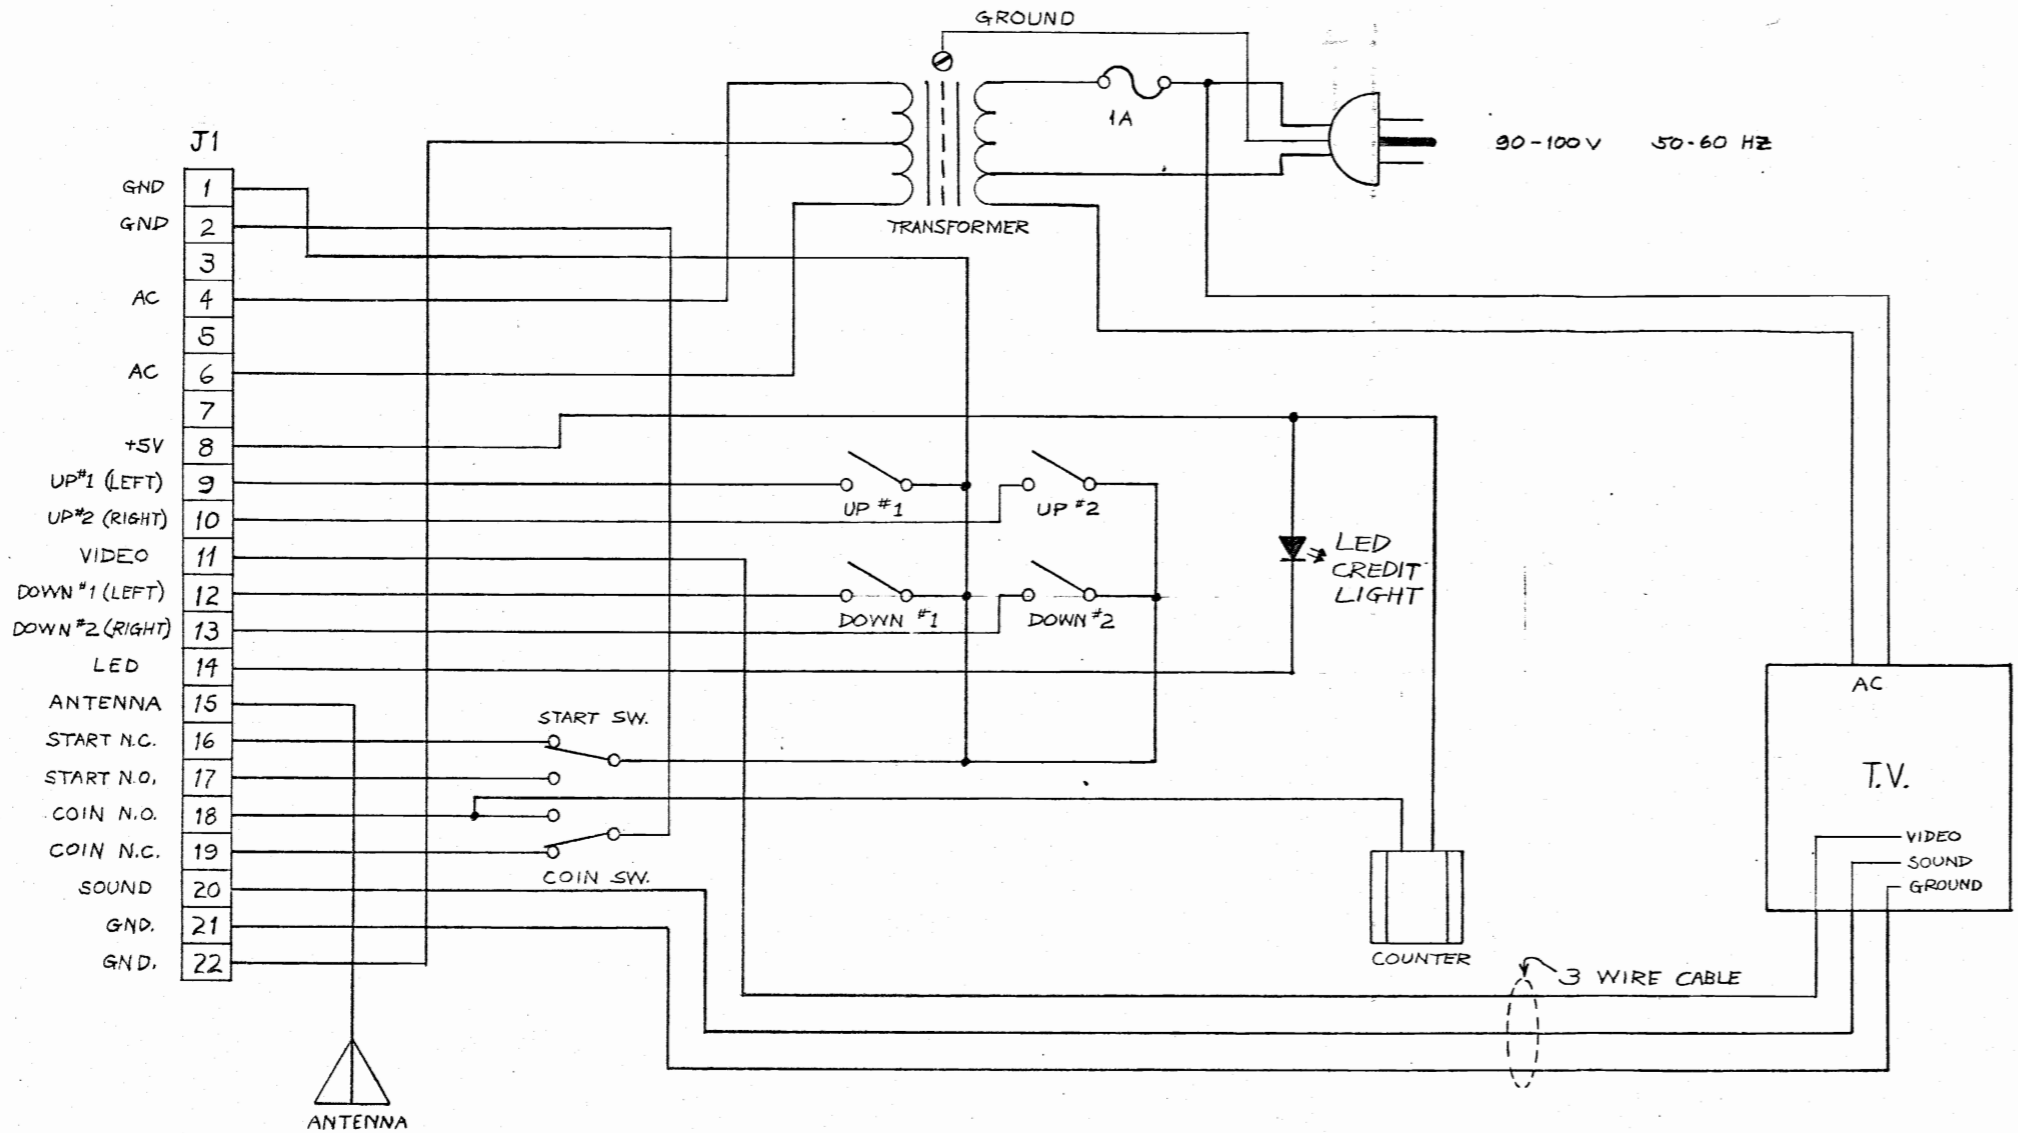 GROUND
1A
90-100V 50-60 HZ
TRANSFORMER
J1
GND 1
GND 2
3
AC 4
5
AC 6
7
+5V 8
UP#1 (LEFT) 9
UP#2 (RIGHT) 10
VIDEO 11
DOWN #1 (LEFT) 12
DOWN #2 (RIGHT) 13
LED 14
ANTENNA 15
START N.C. 16
START N.O. 17
COIN N.O. 18
COIN N.C. 19
SOUND 20
GND. 21
GND. 22
UP #1
UP #2
DOWN #1
DOWN #2
LED
CREDIT
LIGHT
START SW.
COIN SW.
AC
T.V.
VIDEO
SOUND
GROUND
COUNTER
3 WIRE CABLE
ANTENNA